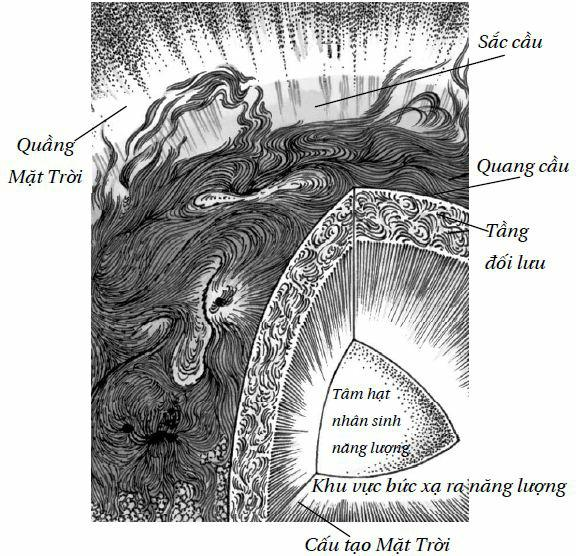 Sắc cầu
Quầng
Mặt Trời
Quang cầu
Tầng
đối lưu
Tâm hạt
nhân sinh
năng lượng
Khu vực bức xạ ra năng lượng
Cấu tạo Mặt Trời